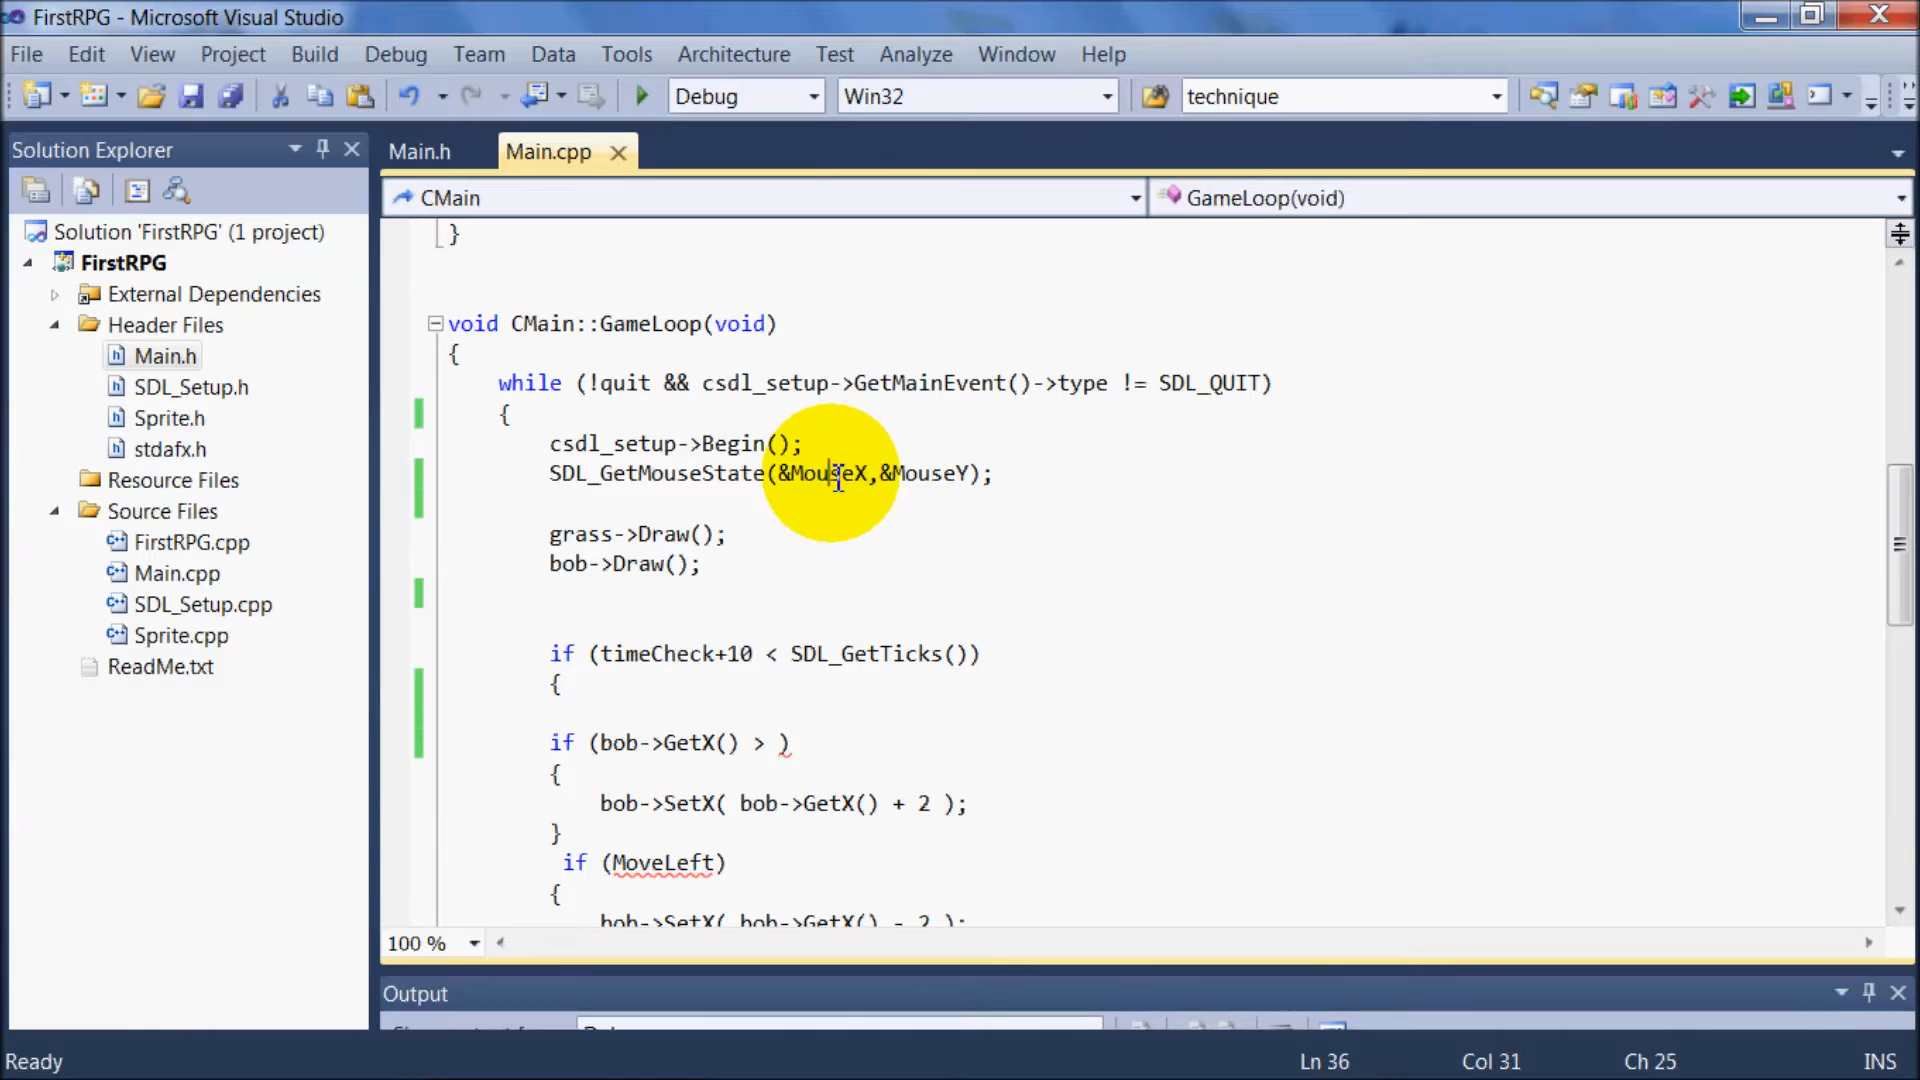 FirstRPG - Microsoft Visual Studio
File Edit View Project Build Debug Team Data Tools Architecture Test Analyze Window Help
Debug Win32 technique
Solution Explorer
Main.h Main.cpp
CMain GameLoop(void)
Solution 'FirstRPG' (1 project)
FirstRPG
External Dependencies
Header Files
Main.h
SDL_Setup.h
Sprite.h
stdafx.h
Resource Files
Source Files
FirstRPG.cpp
Main.cpp
SDL_Setup.cpp
Sprite.cpp
ReadMe.txt
}
void CMain::GameLoop(void)
{
while (!quit && csdl_setup->GetMainEvent()->type != SDL_QUIT)
{
csdl_setup->Begin();
SDL_GetMouseState(&MouseX,&MouseY);
grass->Draw();
bob->Draw();
if (timeCheck+10 < SDL_GetTicks())
{
if (bob->GetX() > )
{
bob->SetX( bob->GetX() + 2 );
}
if (MoveLeft)
{
bob->SetX( bob->GetX() - 2 );
100 %
Output
Ready Ln 36 Col 31 Ch 25 INS